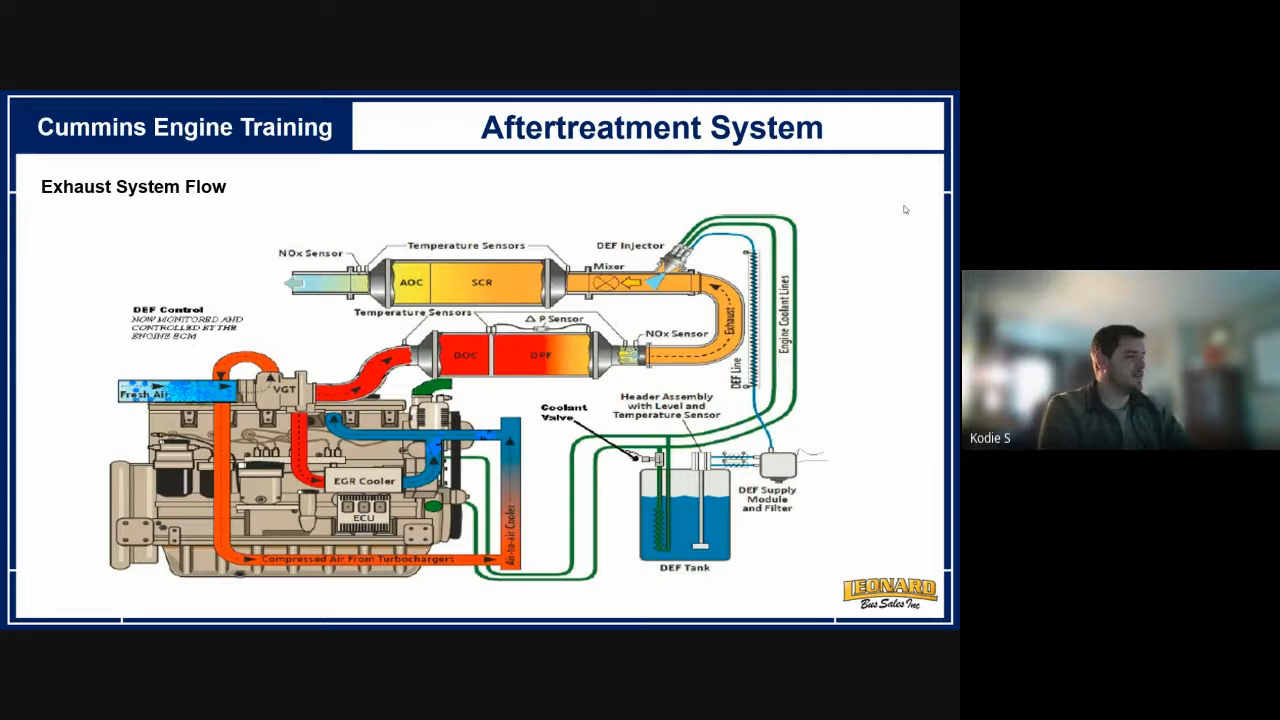 Cummins Engine Training
Aftertreatment System
Exhaust System Flow
NOx Sensor
Temperature Sensors
DEF Injector
Mixer
AOC
SCR
DEF Control
NOW MONITORED AND
CONTROLLED BY THE
ENGINE ECM
Temperature Sensors
Δ P Sensor
NOx Sensor
Exhaust
Engine Coolant Lines
DOC
DPF
DEF Line
Fresh Air
VGT
Coolant
Valve
Header Assembly
with Level and
Temperature Sensor
EGR Cooler
ECU
Air-to-air Cooler
DEF Supply
Module
and Filter
Compressed Air From Turbochargers
DEF Tank
LEONARD
Bus Sales Inc
Kodie S